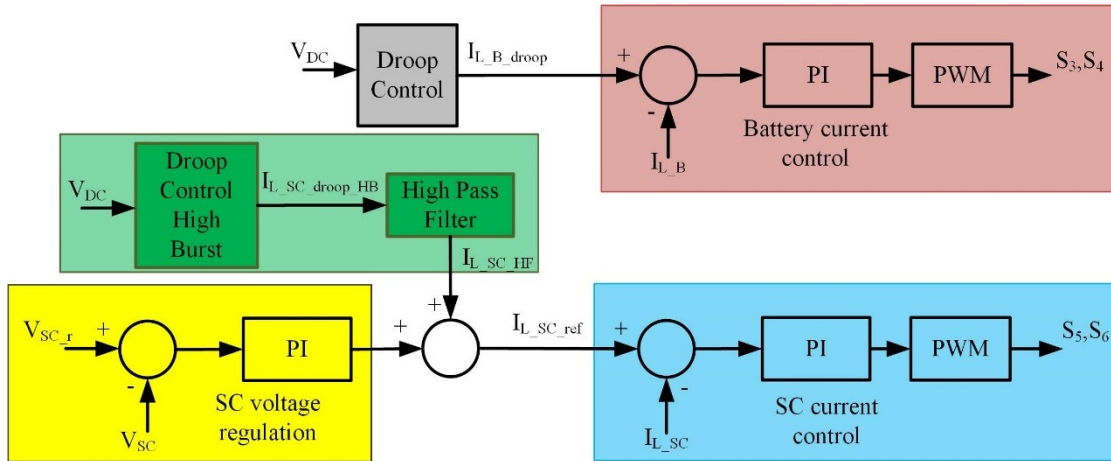 V_DC
Droop
Control
I_L_B_droop
+
-
I_L_B
PI
Battery current
control
PWM
S_3,S_4
V_DC
Droop
Control
High
Burst
I_L_SC_droop_HB
High Pass
Filter
I_L_SC_HF
V_SC_r
+
-
V_SC
PI
SC voltage
regulation
+
+
I_L_SC_ref
+
-
I_L_SC
PI
SC current
control
PWM
S_5,S_6